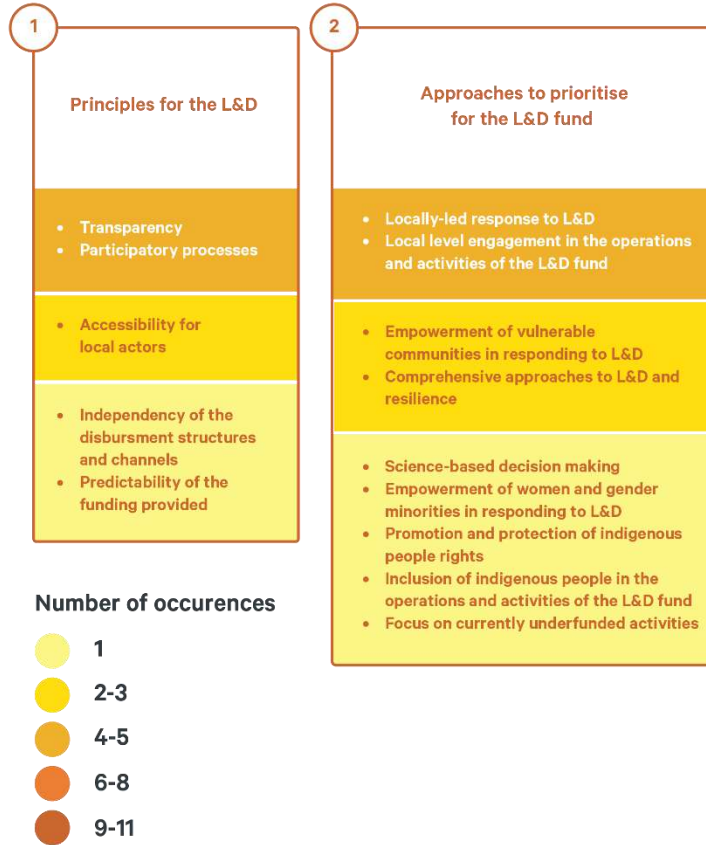 1
Principles for the L&D
• Transparency
• Participatory processes
• Accessibility for
local actors
• Independency of the
disbursment structures
and channels
• Predictability of the
funding provided
2
Approaches to prioritise
for the L&D fund
• Locally-led response to L&D
• Local level engagement in the operations
and activities of the L&D fund
• Empowerment of vulnerable
communities in responding to L&D
• Comprehensive approaches to L&D and
resilience
• Science-based decision making
• Empowerment of women and gender
minorities in responding to L&D
• Promotion and protection of indigenous
people rights
• Inclusion of indigenous people in the
operations and activities of the L&D fund
• Focus on currently underfunded activities
Number of occurences
1
2-3
4-5
6-8
9-11